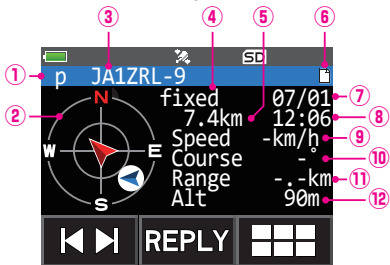 ③ ④ ⑤ ⑥
SD
① p JA1ZRL-9
fixed 07/01 ⑦
② N
7.4km 12:06 ⑧
Speed -km/h ⑨
W E
Course -° ⑩
Range -.-km ⑪
S
Alt 90m ⑫
REPLY